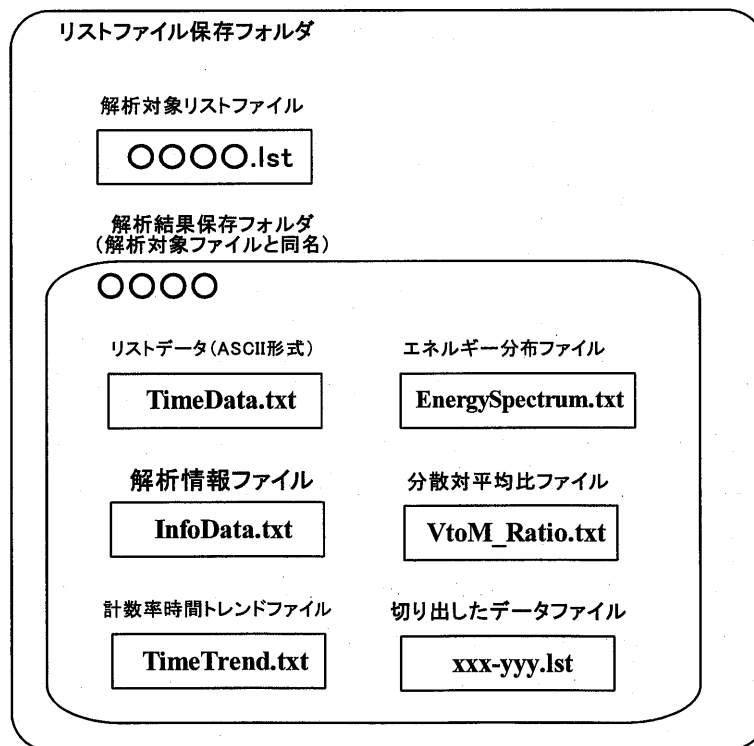 リストファイル保存フォルダ
解析対象リストファイル
〇〇〇〇.lst
解析結果保存フォルダ
(解析対象ファイルと同名)
〇〇〇〇
リストデータ(ASCII形式)
TimeData.txt
エネルギー分布ファイル
EnergySpectrum.txt
解析情報ファイル
InfoData.txt
分散対平均比ファイル
VtoM_Ratio.txt
計数率時間トレンドファイル
TimeTrend.txt
切り出したデータファイル
xxx-yyy.lst